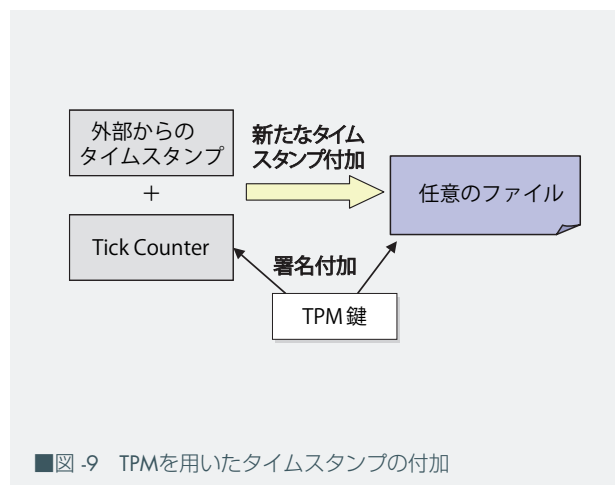 外部からの
タイムスタンプ
+
Tick Counter
新たなタイム
スタンプ付加
任意のファイル
署名付加
TPM 鍵
■図 -9 TPMを用いたタイムスタンプの付加